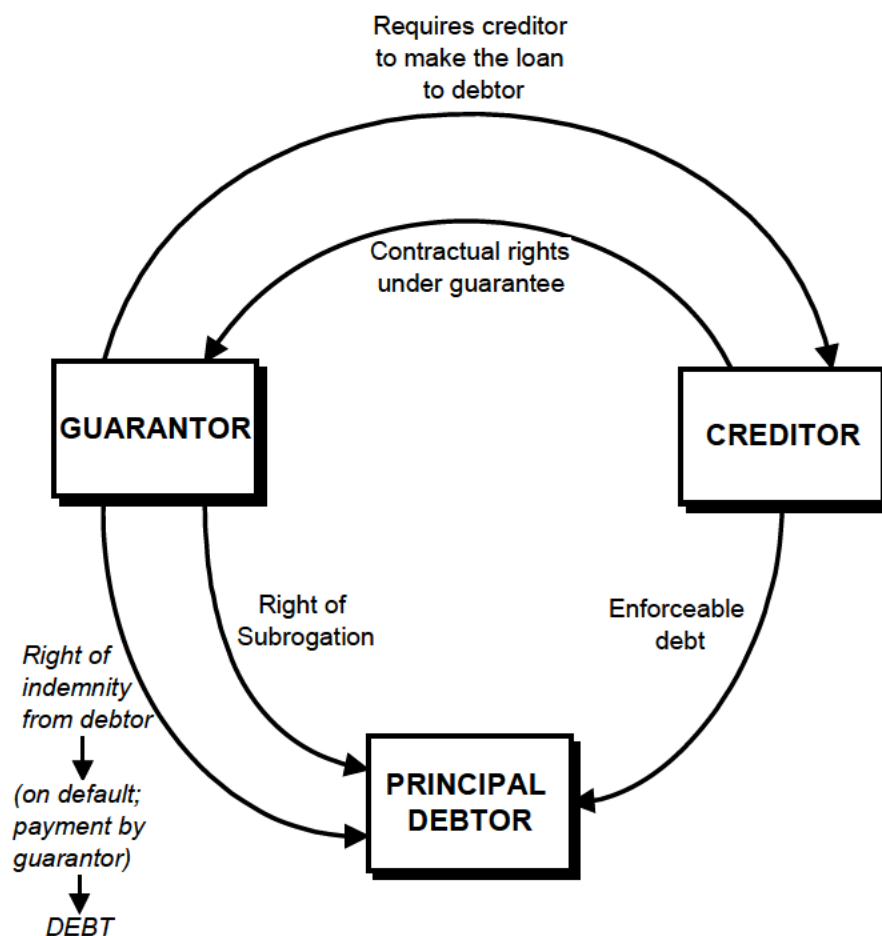 Requires creditor
to make the loan
to debtor
Contractual rights
under guarantee
GUARANTOR
CREDITOR
Right of
Subrogation
Enforceable
debt
Right of
indemnity
from debtor
(on default;
payment by
guarantor)
DEBT
PRINCIPAL
DEBTOR